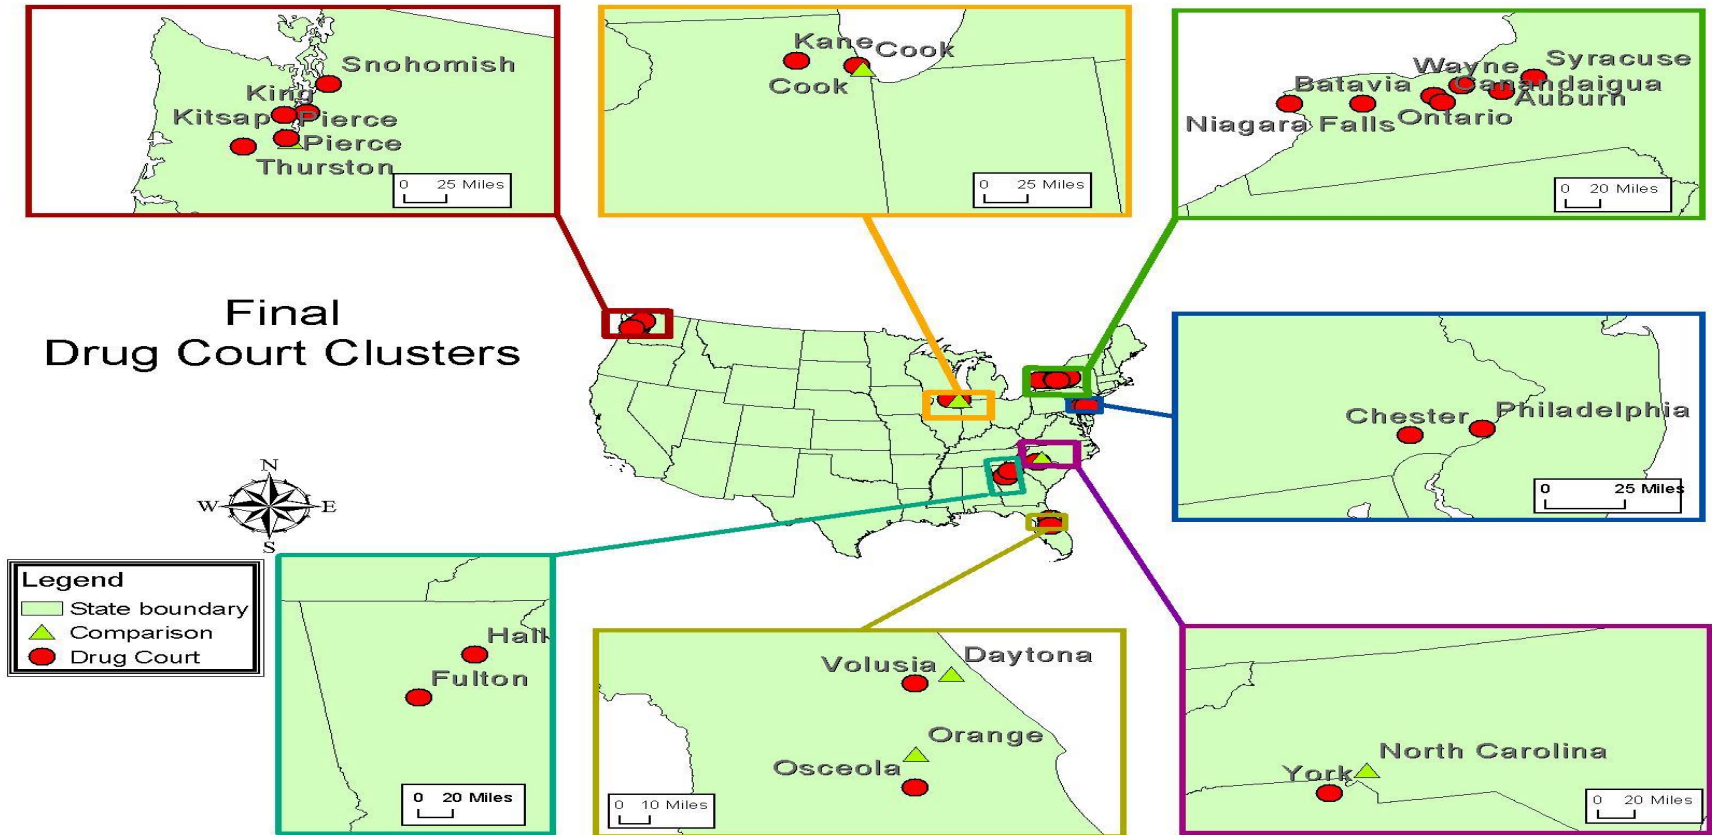 Snohomish
King
Kitsap
Pierce
Pierce
Thurston
0 25 Miles
Kane
Cook
Cook
0 25 Miles
Syracuse
Wayne
Batavia
Canandaigua
Auburn
Ontario
Niagara Falls
0 20 Miles
Final
Drug Court Clusters
Chester
Philadelphia
0 25 Miles
N
W
E
S
Legend
State boundary
Comparison
Drug Court
Hall
Fulton
0 20 Miles
Volusia
Daytona
Orange
Osceola
0 10 Miles
North Carolina
York
0 20 Miles